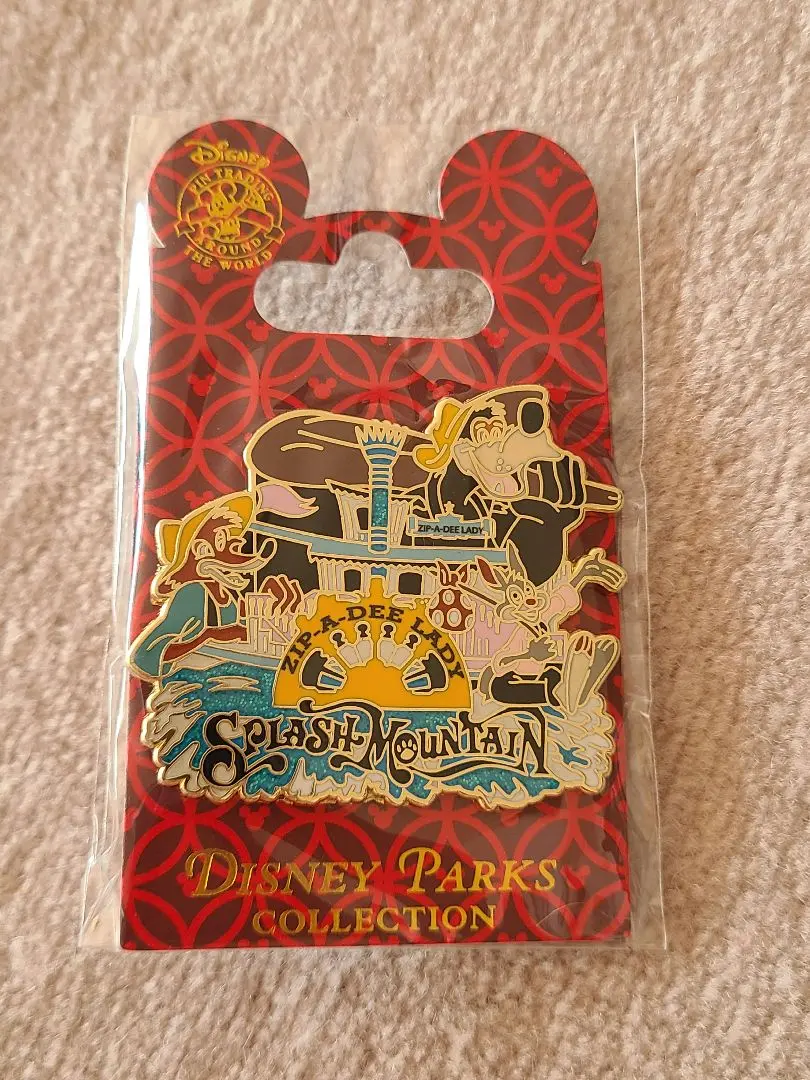 Disney
PIN TRADING
AROUND
THE WORLD
ZIP-A-DEE LADY
ZIP-A-DEE LADY
SPLASH MOUNTAIN
DISNEY PARKS
COLLECTION